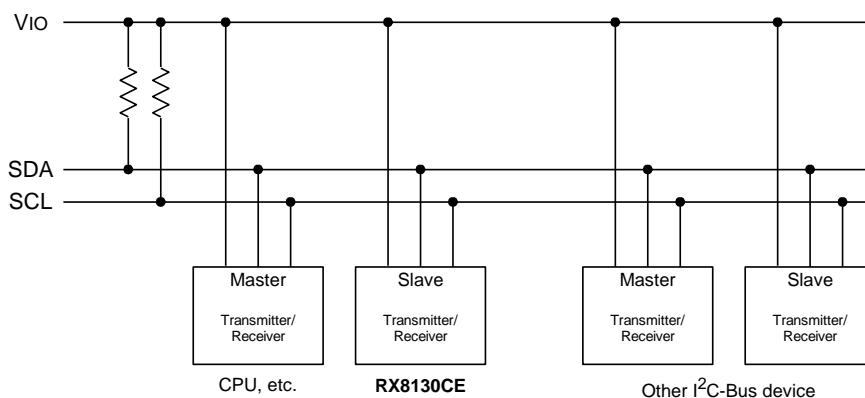 VIO
SDA
SCL
Master
Transmitter/
Receiver
Slave
Transmitter/
Receiver
Master
Transmitter/
Receiver
Slave
Transmitter/
Receiver
CPU, etc.
RX8130CE
Other I²C-Bus device